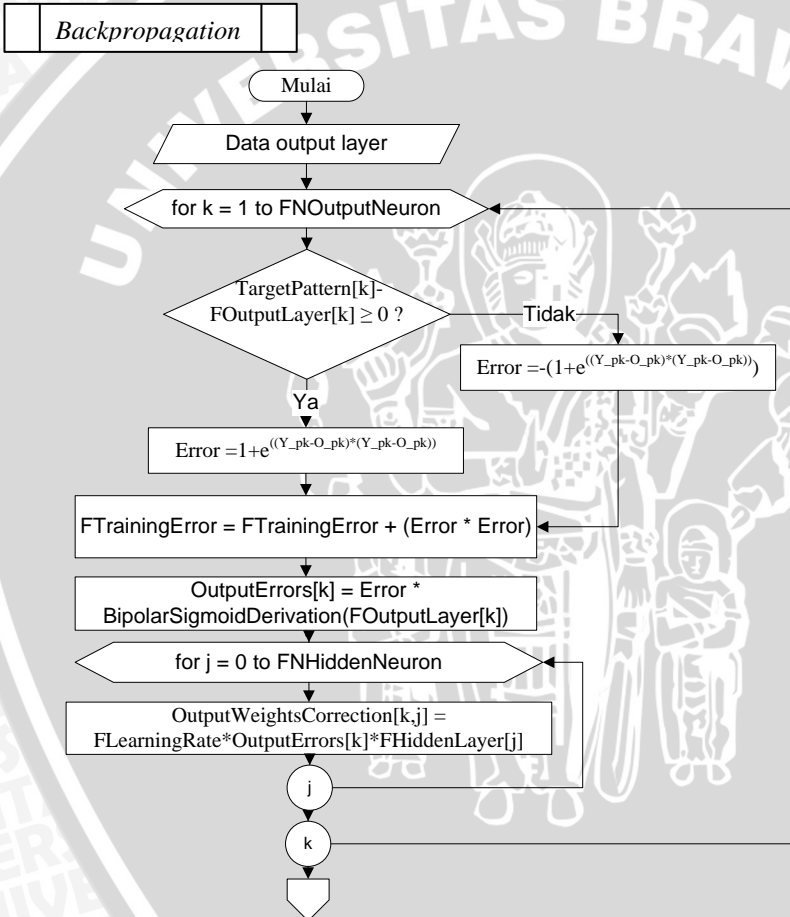 UNIVERSITAS BRAW
Backpropagation
Mulai
Data output layer
for k = 1 to FNOutputNeuron
TargetPattern[k]-
FOutputLayer[k] ≥ 0 ?
Tidak
Error =-(1+e^((Y_pk-O_pk)*(Y_pk-O_pk)))
Ya
Error =1+e^((Y_pk-O_pk)*(Y_pk-O_pk))
FTrainingError = FTrainingError + (Error * Error)
OutputErrors[k] = Error *
BipolarSigmoidDerivation(FOutputLayer[k])
for j = 0 to FNHiddenNeuron
OutputWeightsCorrection[k,j] =
FLearningRate*OutputErrors[k]*FHiddenLayer[j]
j
k